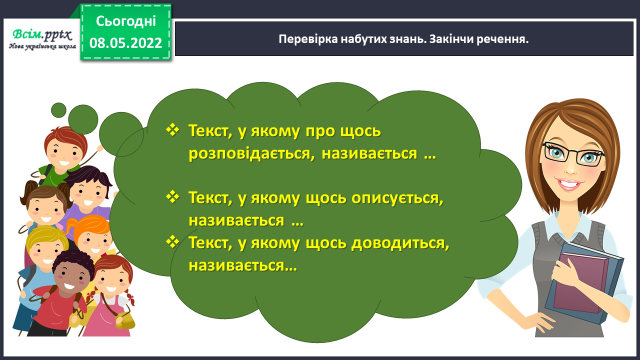 Всім.pptx
Нова українська школа
Сьогодні
08.05.2022
Перевірка набутих знань. Закінчи речення.
❖ Текст, у якому про щось
розповідається, називається …
❖ Текст, у якому щось описується,
називається …
❖ Текст, у якому щось доводиться,
називається…